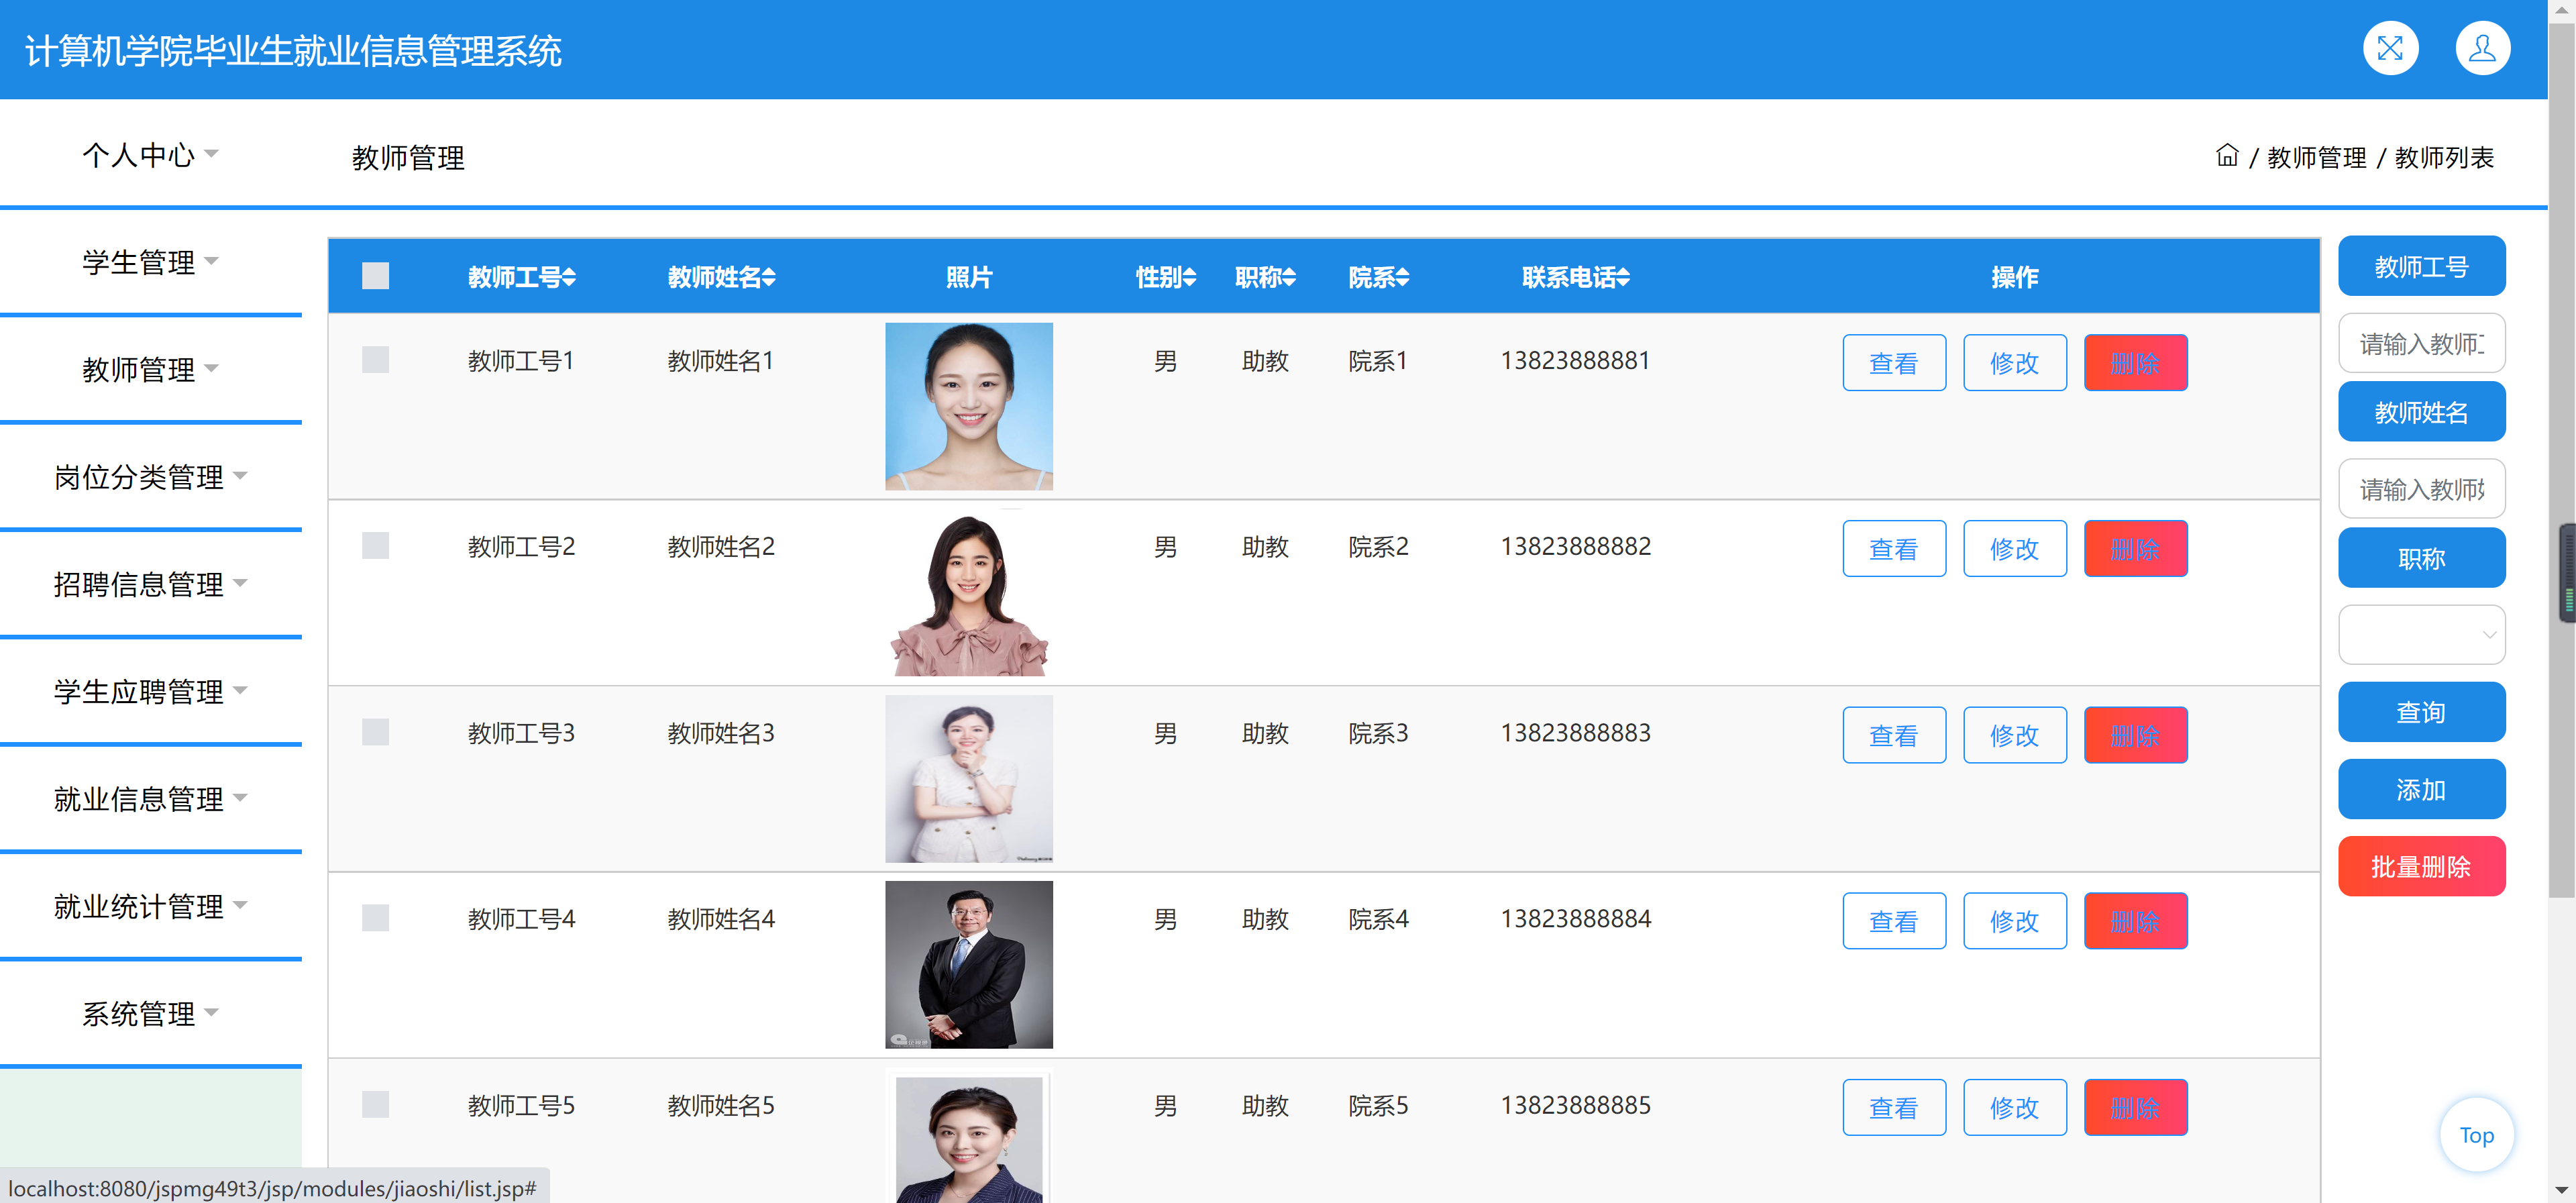 计算机学院毕业生就业信息管理系统
个人中心
教师管理
/ 教师管理 / 教师列表
学生管理
教师管理
岗位分类管理
招聘信息管理
学生应聘管理
就业信息管理
就业统计管理
系统管理
教师工号 教师姓名 照片 性别 职称 院系 联系电话 操作
教师工号1 教师姓名1 男 助教 院系1 13823888881 查看 修改 删除
教师工号2 教师姓名2 男 助教 院系2 13823888882 查看 修改 删除
教师工号3 教师姓名3 男 助教 院系3 13823888883 查看 修改 删除
教师工号4 教师姓名4 男 助教 院系4 13823888884 查看 修改 删除
教师工号5 教师姓名5 男 助教 院系5 13823888885 查看 修改 删除
教师工号
请输入教师
教师姓名
请输入教师
职称
查询
添加
批量删除
Top
localhost:8080/jspmg49t3/jsp/modules/jiaoshi/list.jsp#